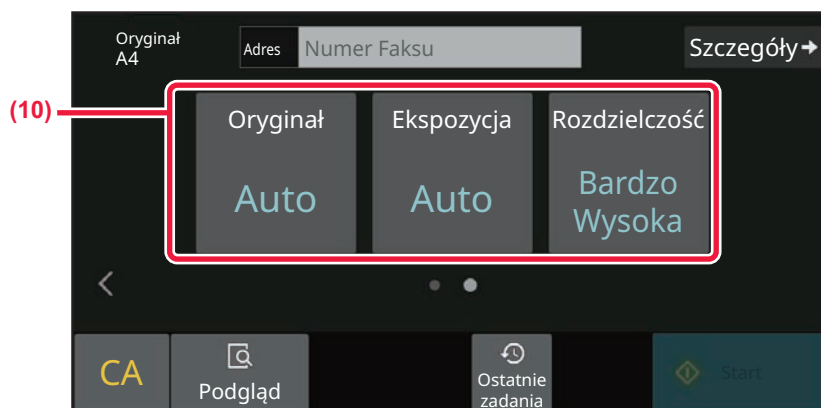 Oryginał
A4
Adres
Numer Faksu
Szczegóły
(10)
Oryginał
Ekspozycja
Rozdzielczość
Auto
Auto
Bardzo
Wysoka
CA
Podgląd
Ostatnie
zadania
Start